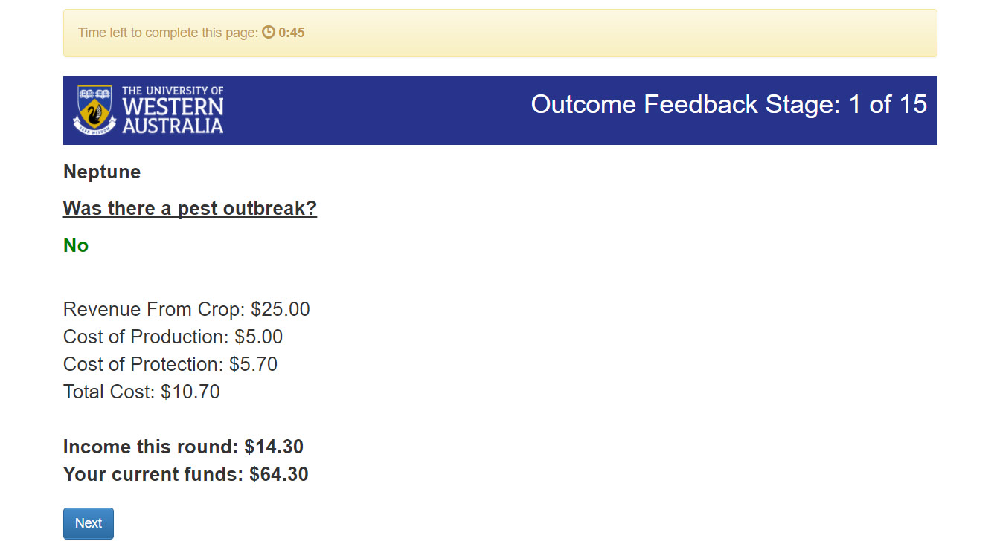 Time left to complete this page: 0:45
THE UNIVERSITY OF
WESTERN
AUSTRALIA
SEEK WISDOM
Outcome Feedback Stage: 1 of 15
Neptune
Was there a pest outbreak?
No
Revenue From Crop: $25.00
Cost of Production: $5.00
Cost of Protection: $5.70
Total Cost: $10.70
Income this round: $14.30
Your current funds: $64.30
Next